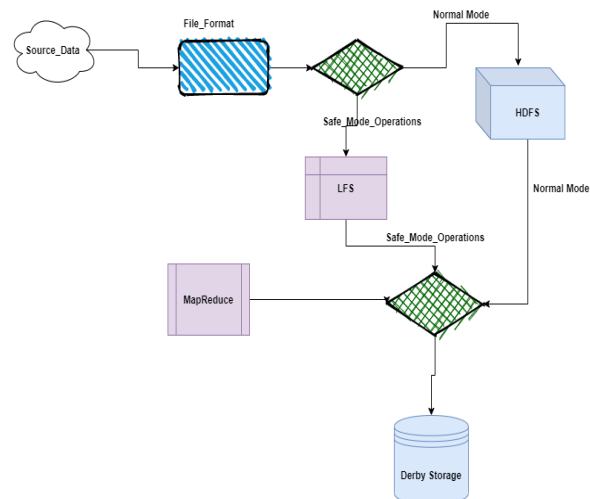 Normal Mode
File_Format
Source_Data
HDFS
Safe_Mode_Operations
LFS
Normal Mode
Safe_Mode_Operations
MapReduce
Derby Storage